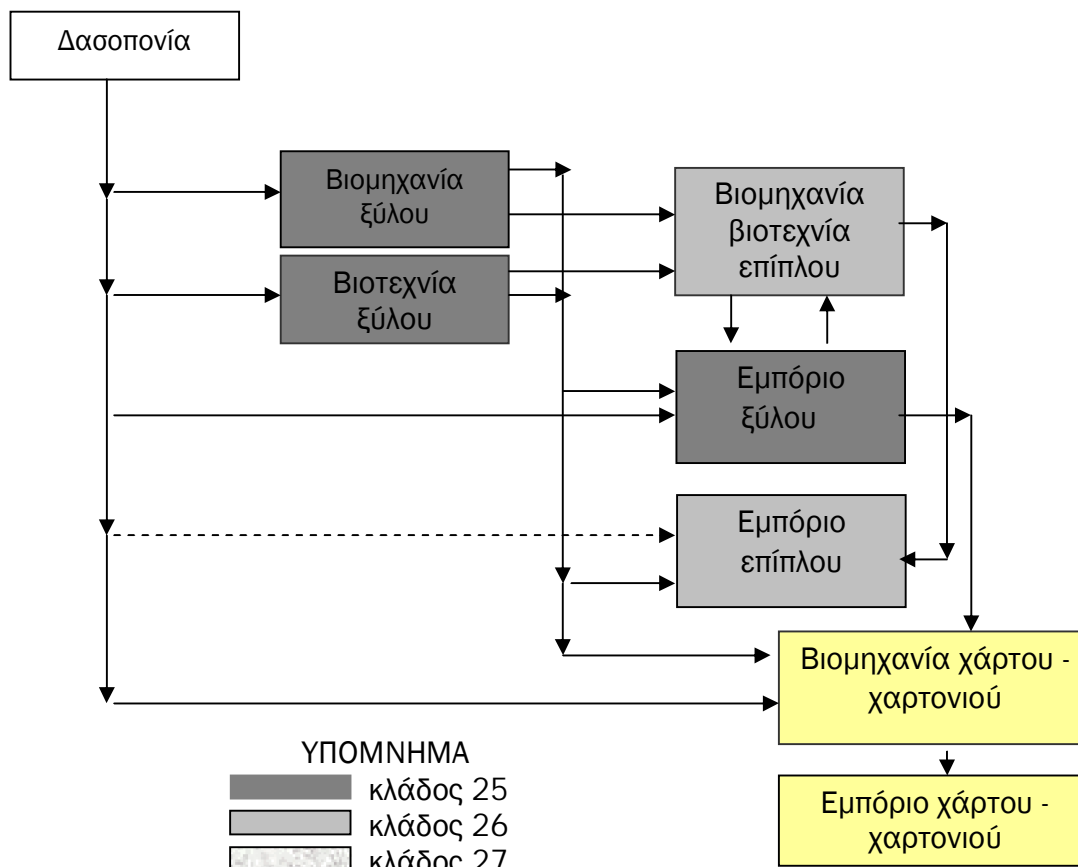 Δασοπονία
Βιομηχανία
ξύλου
Βιομηχανία
βιοτεχνία
επίπλου
Βιοτεχνία
ξύλου
Εμπόριο
ξύλου
Εμπόριο
επίπλου
Βιομηχανία χάρτου -
χαρτονιού
Εμπόριο χάρτου -
χαρτονιού
ΥΠΟΜΝΗΜΑ
κλάδος 25
κλάδος 26
κλάδος 27